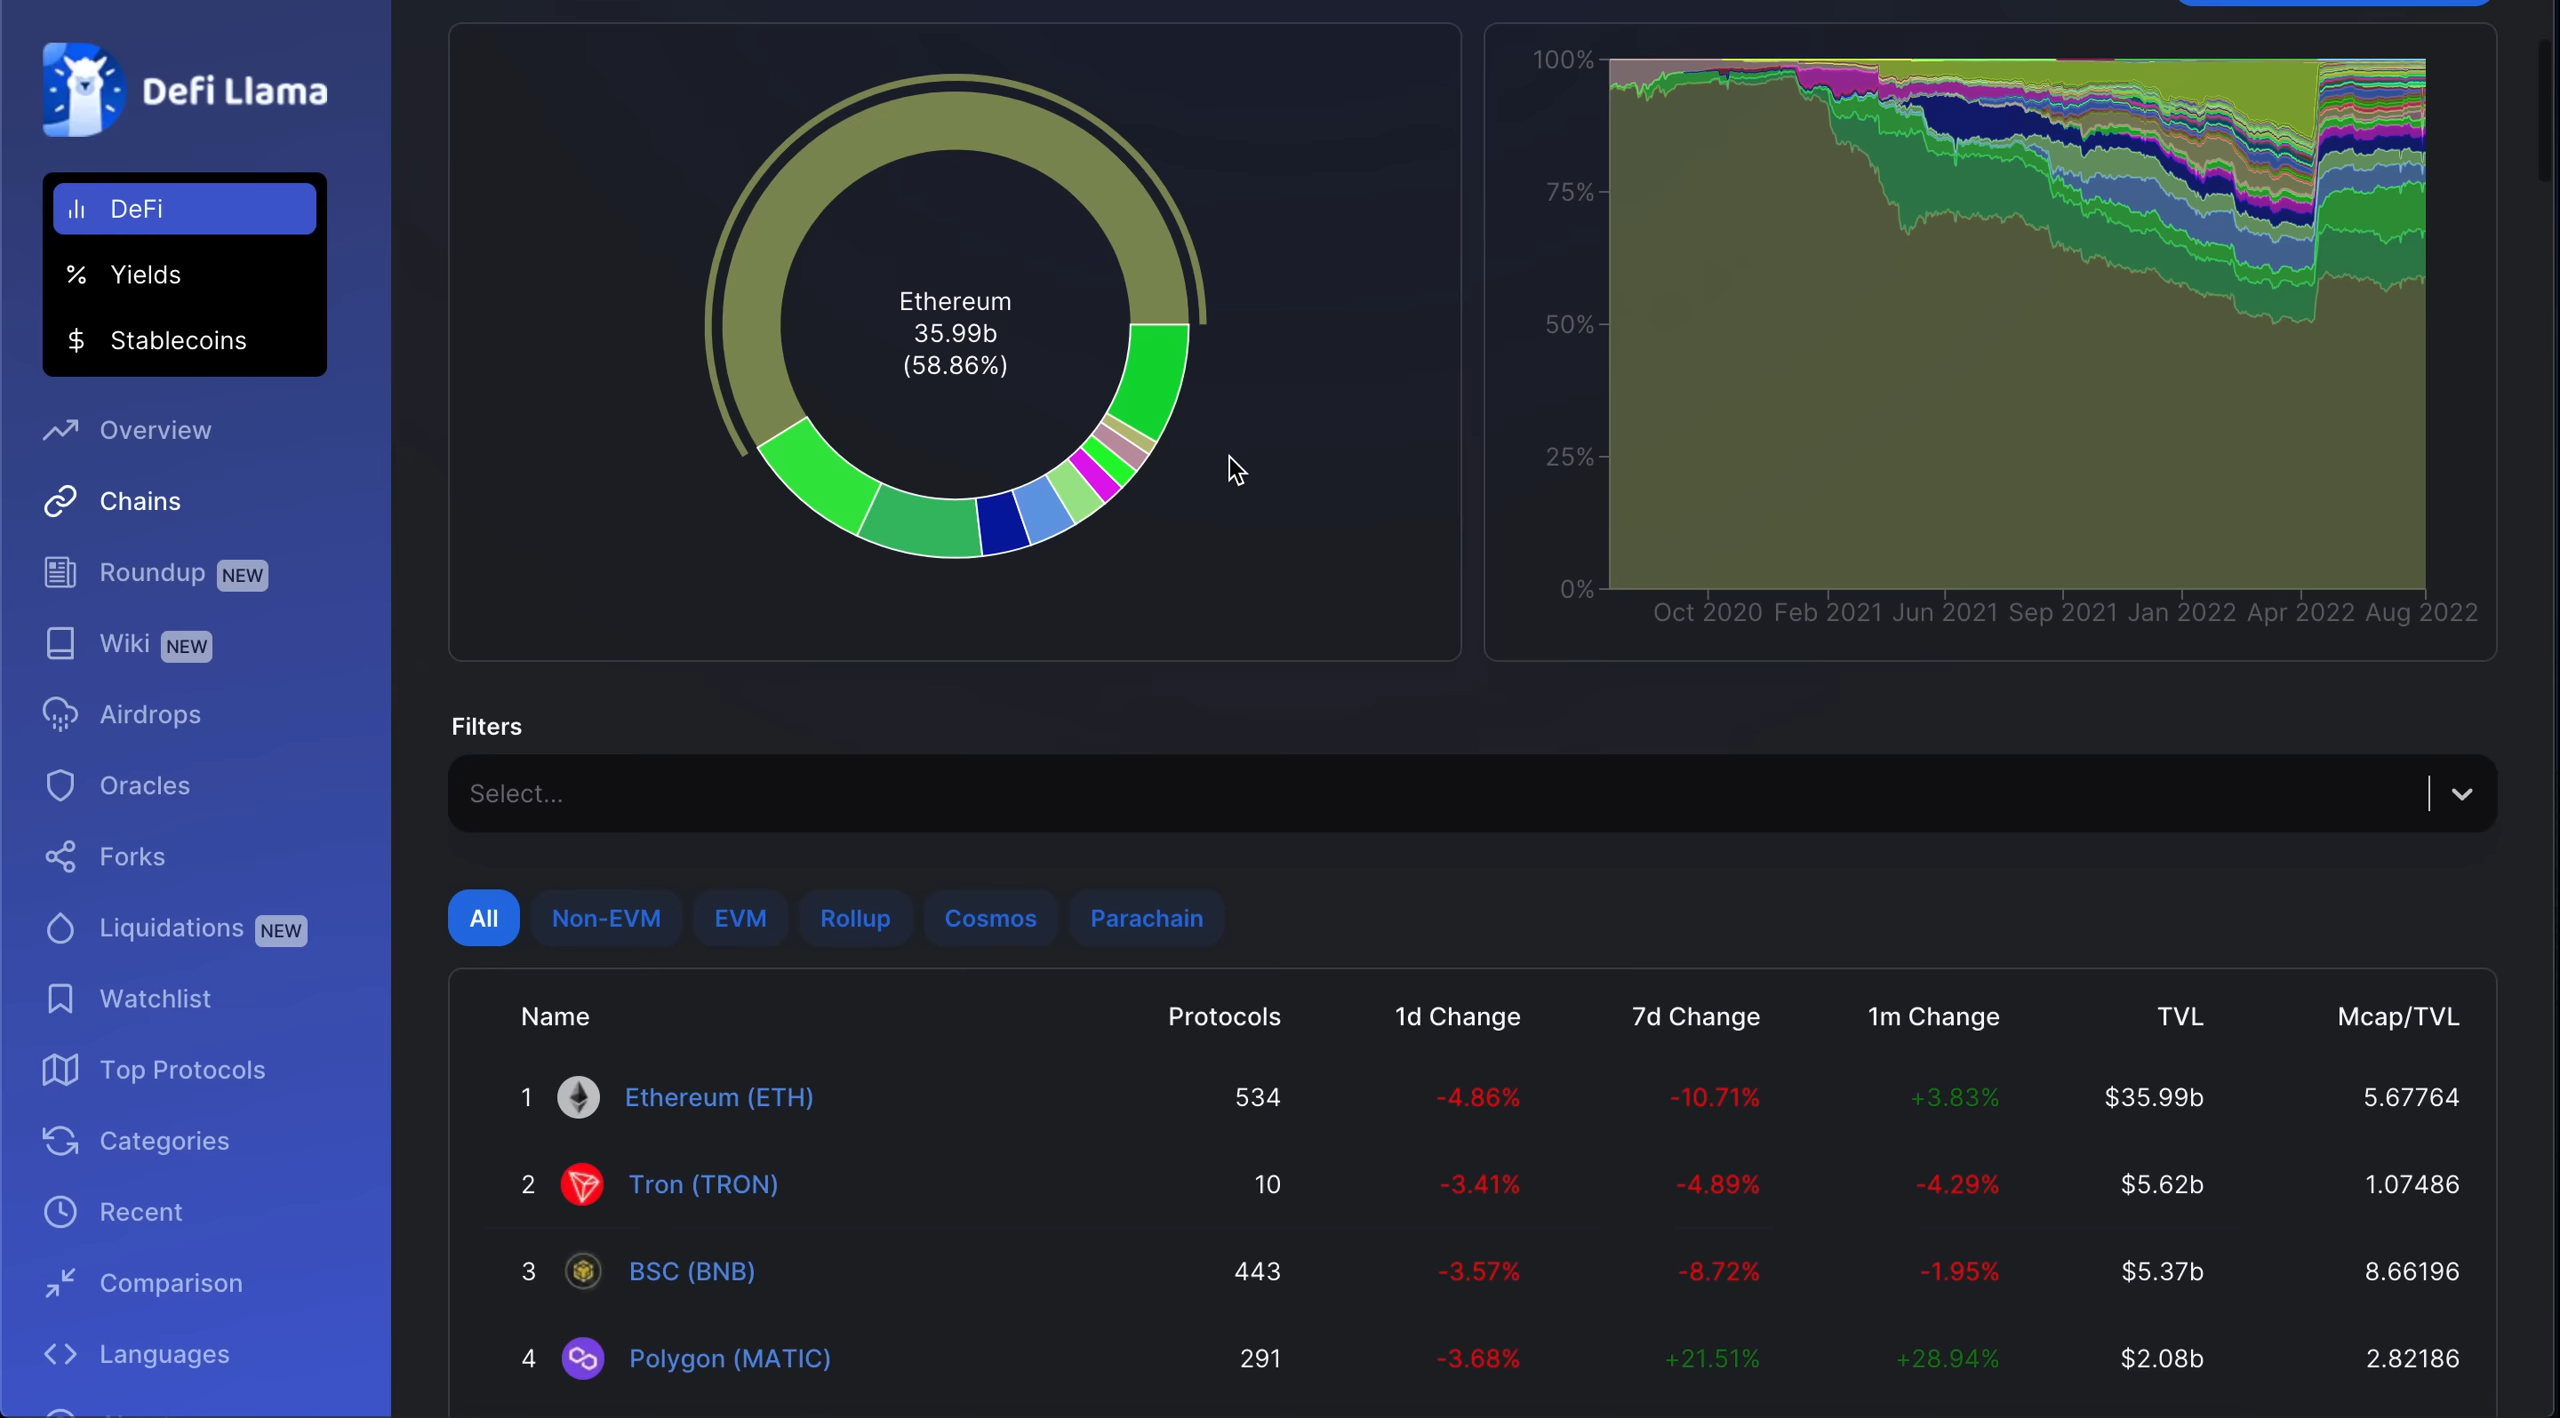 Defi Llama
DeFi
Yields
Stablecoins
Overview
Chains
Roundup NEW
Wiki NEW
Airdrops
Oracles
Forks
Liquidations NEW
Watchlist
Top Protocols
Categories
Recent
Comparison
Languages
Ethereum
35.99b
(58.86%)
100%
75%
50%
25%
0%
Oct 2020 Feb 2021 Jun 2021 Sep 2021 Jan 2022 Apr 2022 Aug 2022
Filters
Select...
All Non-EVM EVM Rollup Cosmos Parachain
Name Protocols 1d Change 7d Change 1m Change TVL Mcap/TVL
1 Ethereum (ETH) 534 -4.86% -10.71% +3.83% $35.99b 5.67764
2 Tron (TRON) 10 -3.41% -4.89% -4.29% $5.62b 1.07486
3 BSC (BNB) 443 -3.57% -8.72% -1.95% $5.37b 8.66196
4 Polygon (MATIC) 291 -3.68% +21.51% +28.94% $2.08b 2.82186